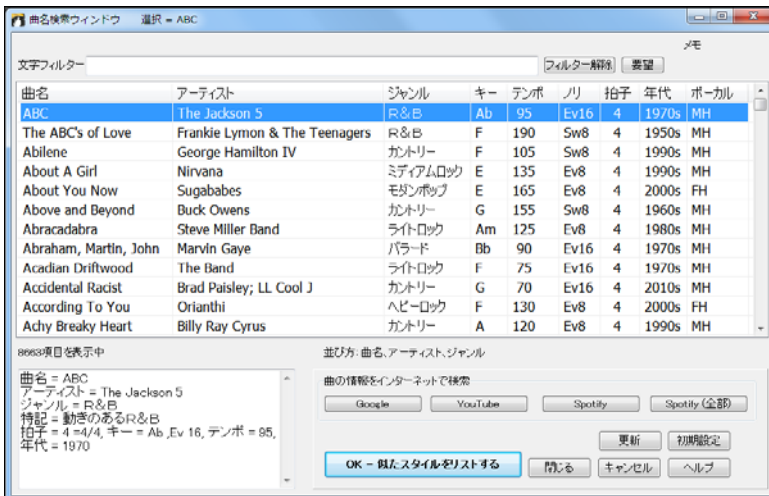 曲名検索ウィンドウ 選択 = ABC
メモ
文字フィルター フィルター解除 要望
曲名 アーティスト ジャンル キー テンポ ノリ 拍子 年代 ボーカル
ABC The Jackson 5 R&B Ab 95 Ev16 4 1970s MH
The ABC's of Love Frankie Lymon & The Teenagers R&B F 190 Sw8 4 1950s MH
Abilene George Hamilton IV カントリー F 105 Sw8 4 1990s MH
About A Girl Nirvana ミディアムロック E 135 Ev8 4 1990s MH
About You Now Sugababes モダンポップ E 165 Ev8 4 2000s FH
Above and Beyond Buck Owens カントリー G 155 Sw8 4 1960s MH
Abracadabra Steve Miller Band ライトロック Am 125 Ev8 4 1980s MH
Abraham, Martin, John Marvin Gaye バラード Bb 90 Ev16 4 1970s MH
Acadian Driftwood The Band ライトロック F 75 Ev16 4 1970s MH
Accidental Racist Brad Paisley; LL Cool J カントリー G 70 Ev16 4 2010s MH
According To You Orianthi ヘビーロック F 130 Ev8 4 2000s FH
Achy Breaky Heart Billy Ray Cyrus カントリー A 120 Ev8 4 1990s MH
8663項目を表示中 並び方: 曲名、アーティスト、ジャンル
曲名 = ABC
アーティスト = The Jackson 5
ジャンル = R&B
特記 = 動きのあるR&B
拍子 = 4 =4/4, キー = Ab ,Ev 16, テンポ = 95,
年代 = 1970
曲の情報をインターネットで検索
Google YouTube Spotify Spotify (全部)
更新 初期設定
OK - 似たスタイルをリストする 閉じる キャンセル ヘルプ